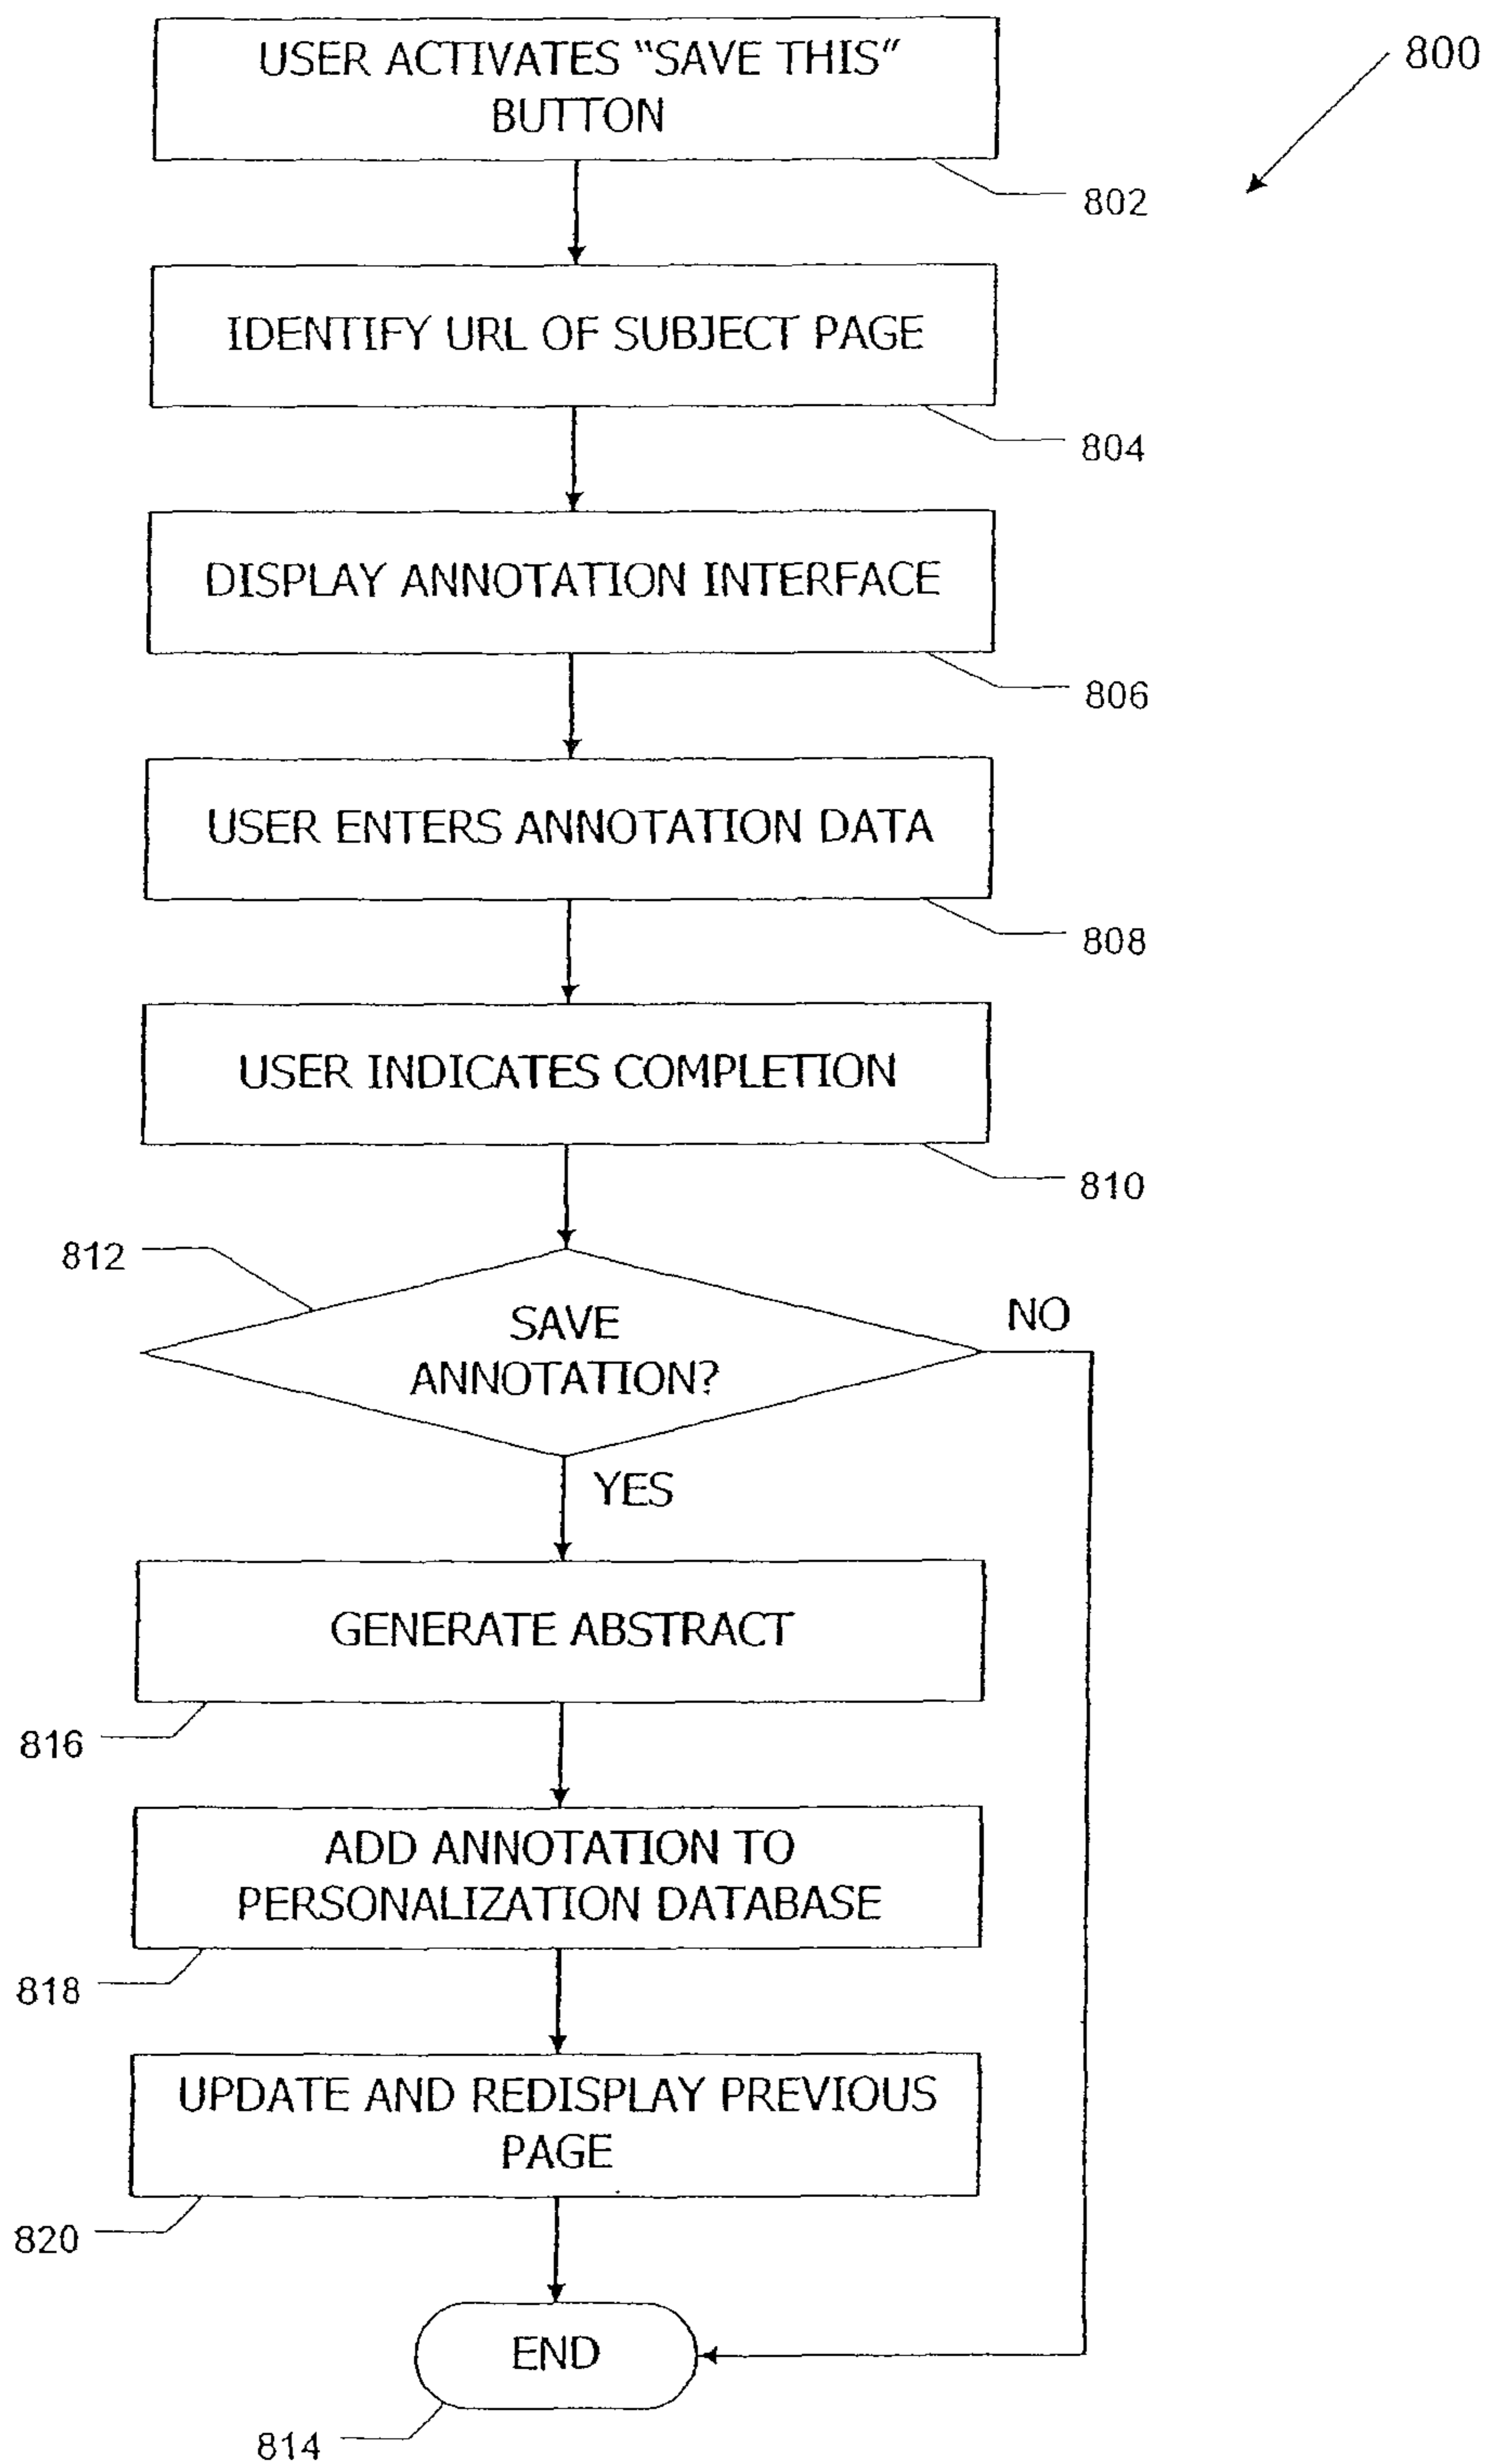 800
USER ACTIVATES “SAVE THIS”
BUTTON
802
IDENTIFY URL OF SUBJECT PAGE
804
DISPLAY ANNOTATION INTERFACE
806
USER ENTERS ANNOTATION DATA
808
USER INDICATES COMPLETION
810
812
SAVE
ANNOTATION?
NO
YES
GENERATE ABSTRACT
816
ADD ANNOTATION TO
PERSONALIZATION DATABASE
818
UPDATE AND REDISPLAY PREVIOUS
PAGE
820
END
814